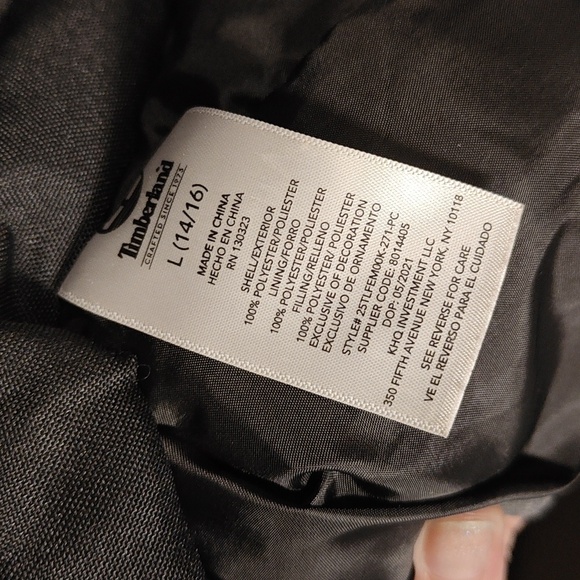 Timberland
CRAFTED SINCE 1973
L (14/16)
MADE IN CHINA
HECHO EN CHINA
RN 130323
SHELL/EXTERIOR
100% POLYESTER/POLIESTER
LINING/FORRO
100% POLYESTER/POLIESTER
FILLING/RELLENO
100% POLYESTER/ POLIESTER
EXCLUSIVE OF DECORATION
EXCLUSIVO DE ORNAMENTO
STYLE# 25TLFEM00K-271-PC
SUPPLIER CODE: 8014405
DOP: 05/2021
KHQ INVESTMENT LLC
350 FIFTH AVENUE NEW YORK, NY 10118
SEE REVERSE FOR CARE
VE EL REVERSO PARA EL CUIDADO